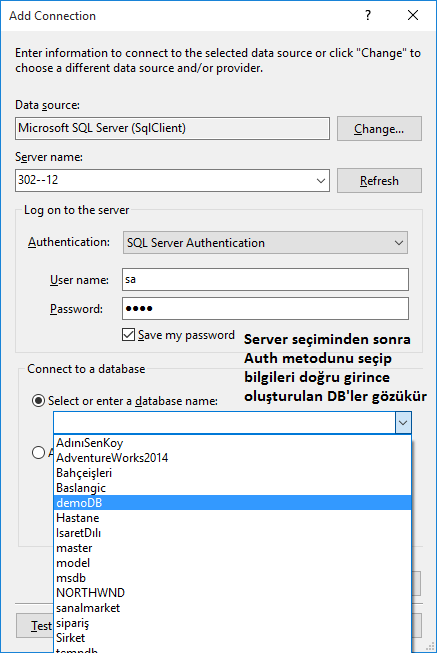 Add Connection
Enter information to connect to the selected data source or click "Change" to
choose a different data source and/or provider.
Data source:
Microsoft SQL Server (SqlClient)
Change...
Server name:
302--12
Refresh
Log on to the server
Authentication:
SQL Server Authentication
User name:
sa
Password:
●●●●
Save my password
Server seçiminden sonra
Auth metodunu seçip
bilgileri doğru girince
oluşturulan DB'ler gözükür
Connect to a database
Select or enter a database name:
A
AdıniSenKoy
AdventureWorks2014
Bahçeişleri
Baslangic
demoDB
Hastane
IsaretDılı
master
model
msdb
NORTHWND
sanalmarket
sipariş
Sirket
tempdb
Test